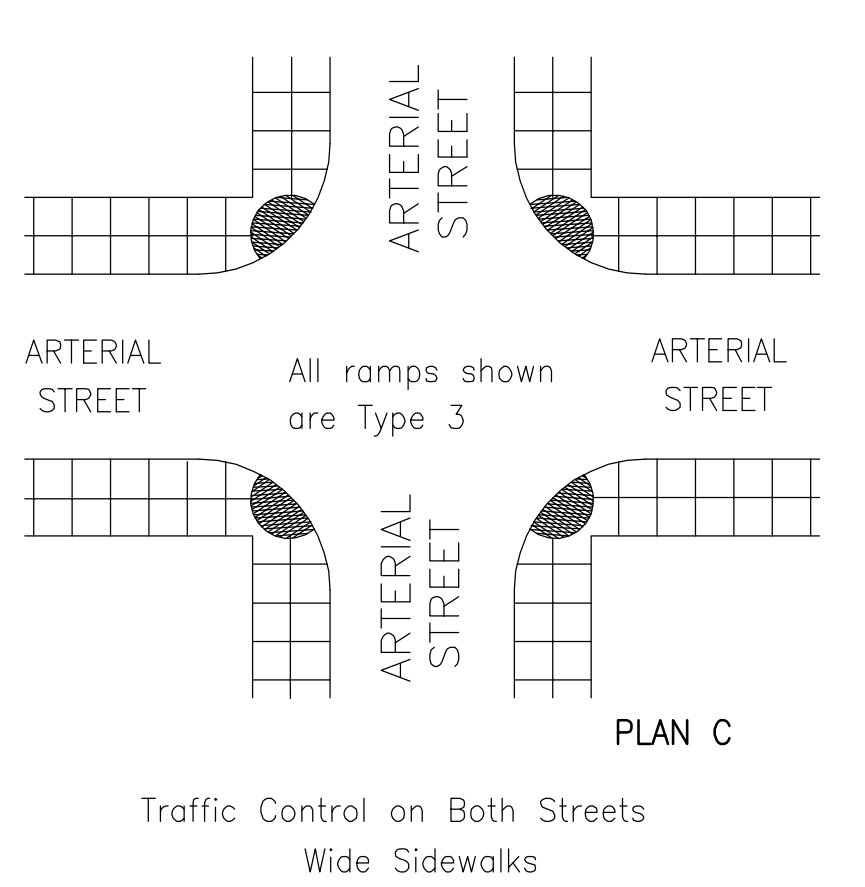 ARTERIAL
STREET
ARTERIAL
STREET
All ramps shown
are Type 3
ARTERIAL
STREET
ARTERIAL
STREET
PLAN C
Traffic Control on Both Streets
Wide Sidewalks